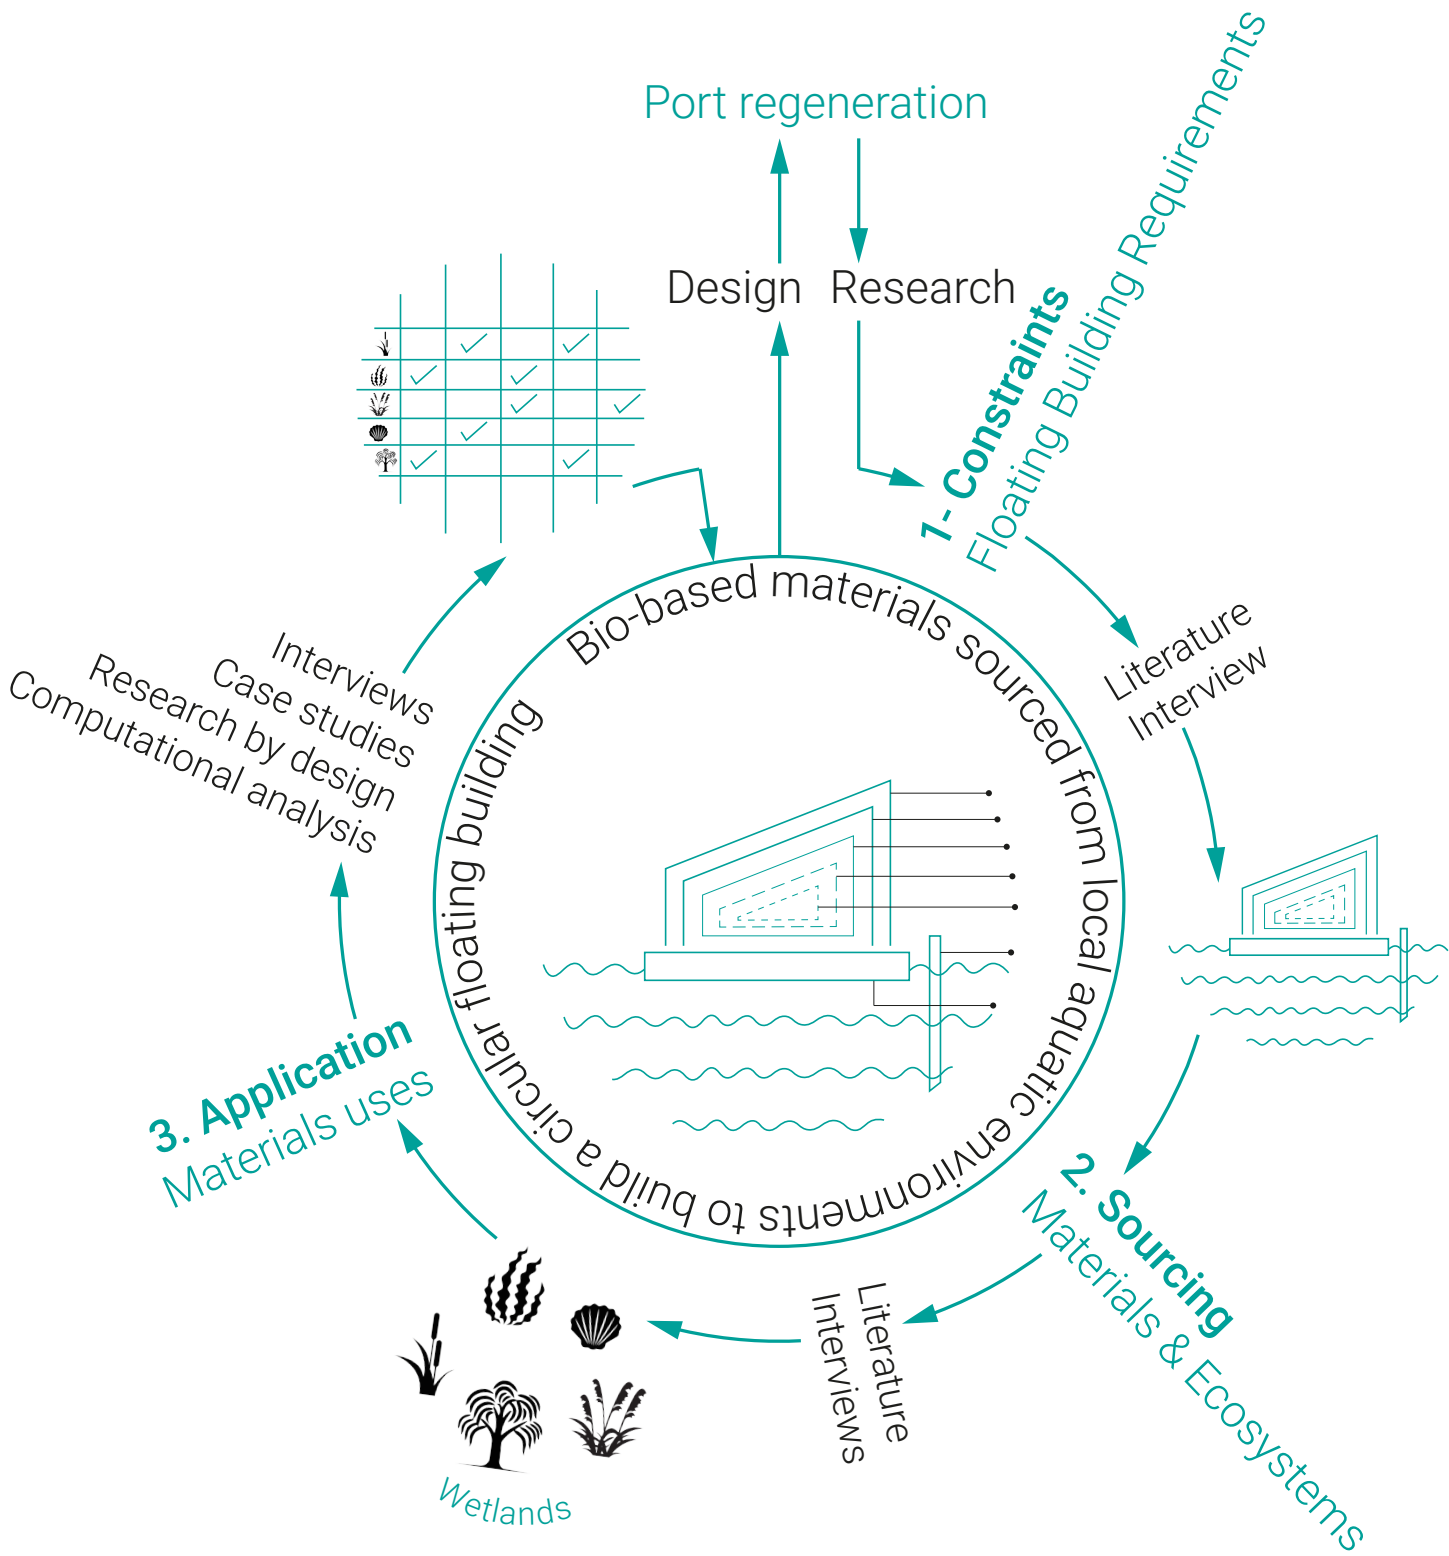 Port regeneration
Design
Research
1- Constraints
Floating Building Requirements
Literature
Interview
2. Sourcing
Materials & Ecosystems
Literature
Interviews
Wetlands
3. Application
Materials uses
Interviews
Case studies
Research by design
Computational analysis
Bio-based materials sourced from local aquatic environments to build a circular floating building